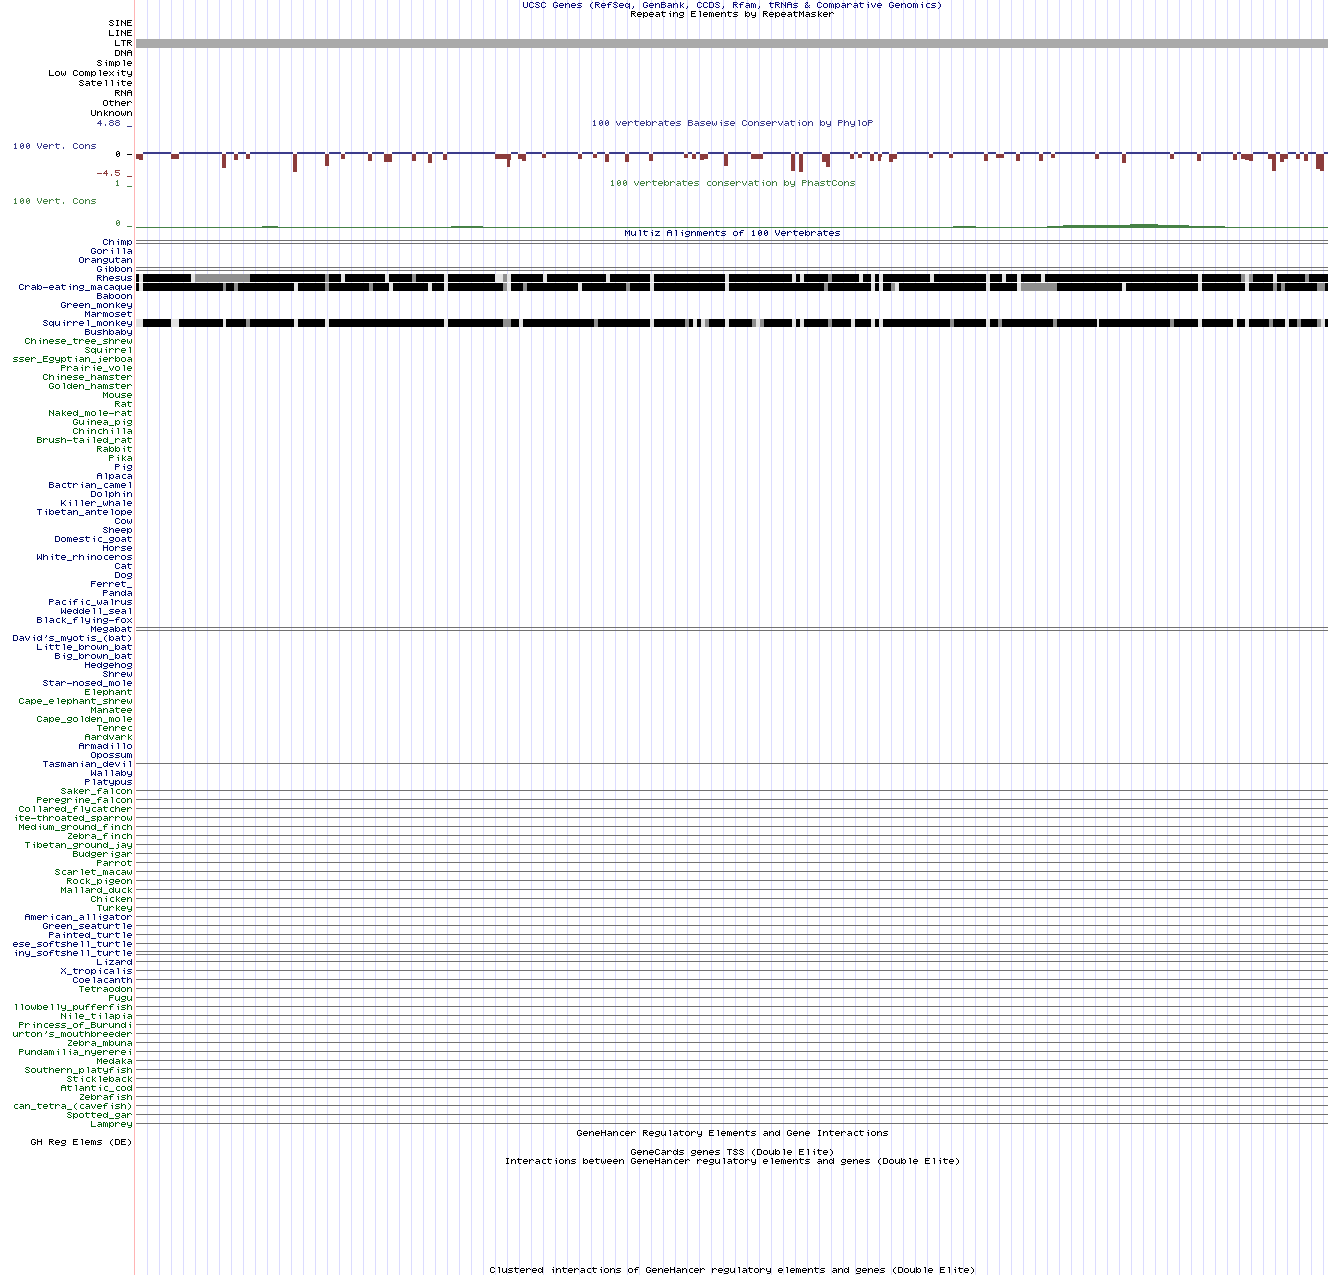 UCSC Genes (RefSeq, GenBank, CCDS, Rfam, tRNAs & Comparative Genomics)
Repeating Elements by RepeatMasker
SINE
LINE
LTR
DNA
Simple
Low Complexity
Satellite
RNA
Other
Unknown
4.88 _
100 vertebrates Basewise Conservation by PhyloP
100 Vert. Cons
0 _
-4.5 _
1 _
100 vertebrates conservation by PhastCons
100 Vert. Cons
0 _
Multiz Alignments of 100 Vertebrates
Chimp
Gorilla
Orangutan
Gibbon
Rhesus
Crab-eating_macaque
Baboon
Green_monkey
Marmoset
Squirrel_monkey
Bushbaby
Chinese_tree_shrew
Squirrel
sser_Egyptian_jerboa
Prairie_vole
Chinese_hamster
Golden_hamster
Mouse
Rat
Naked_mole-rat
Guinea_pig
Chinchilla
Brush-tailed_rat
Rabbit
Pika
Pig
Alpaca
Bactrian_camel
Dolphin
Killer_whale
Tibetan_antelope
Cow
Sheep
Domestic_goat
Horse
White_rhinoceros
Cat
Dog
Ferret_
Panda
Pacific_walrus
Weddell_seal
Black_flying-fox
Megabat
David's_myotis_(bat)
Little_brown_bat
Big_brown_bat
Hedgehog
Shrew
Star-nosed_mole
Elephant
Cape_elephant_shrew
Manatee
Cape_golden_mole
Tenrec
Aardvark
Armadillo
Opossum
Tasmanian_devil
Wallaby
Platypus
Saker_falcon
Peregrine_falcon
Collared_flycatcher
ite-throated_sparrow
Medium_ground_finch
Zebra_finch
Tibetan_ground_jay
Budgerigar
Parrot
Scarlet_macaw
Rock_pigeon
Mallard_duck
Chicken
Turkey
American_alligator
Green_seaturtle
Painted_turtle
ese_softshell_turtle
iny_softshell_turtle
Lizard
X_tropicalis
Coelacanth
Tetraodon
Fugu
llowbelly_pufferfish
Nile_tilapia
Princess_of_Burundi
urton's_mouthbreeder
Zebra_mbuna
Pundamilia_nyererei
Medaka
Southern_platyfish
Stickleback
Atlantic_cod
Zebrafish
can_tetra_(cavefish)
Spotted_gar
Lamprey
GeneHancer Regulatory Elements and Gene Interactions
GH Reg Elems (DE)
GeneCards genes TSS (Double Elite)
Interactions between GeneHancer regulatory elements and genes (Double Elite)
Clustered interactions of GeneHancer regulatory elements and genes (Double Elite)